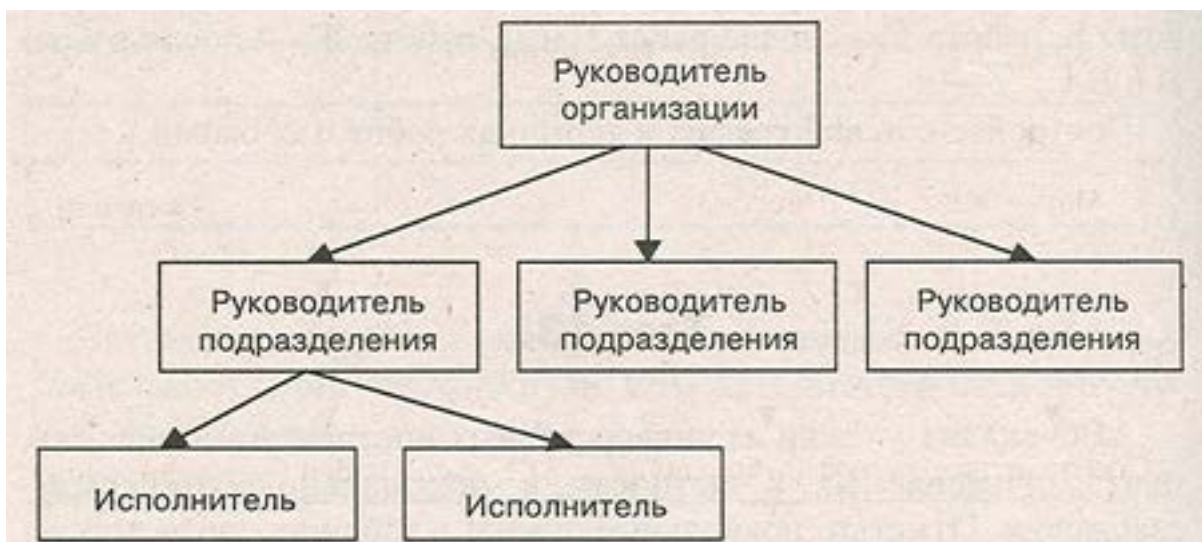 Руководитель
организации
Руководитель
подразделения
Руководитель
подразделения
Руководитель
подразделения
Исполнитель
Исполнитель